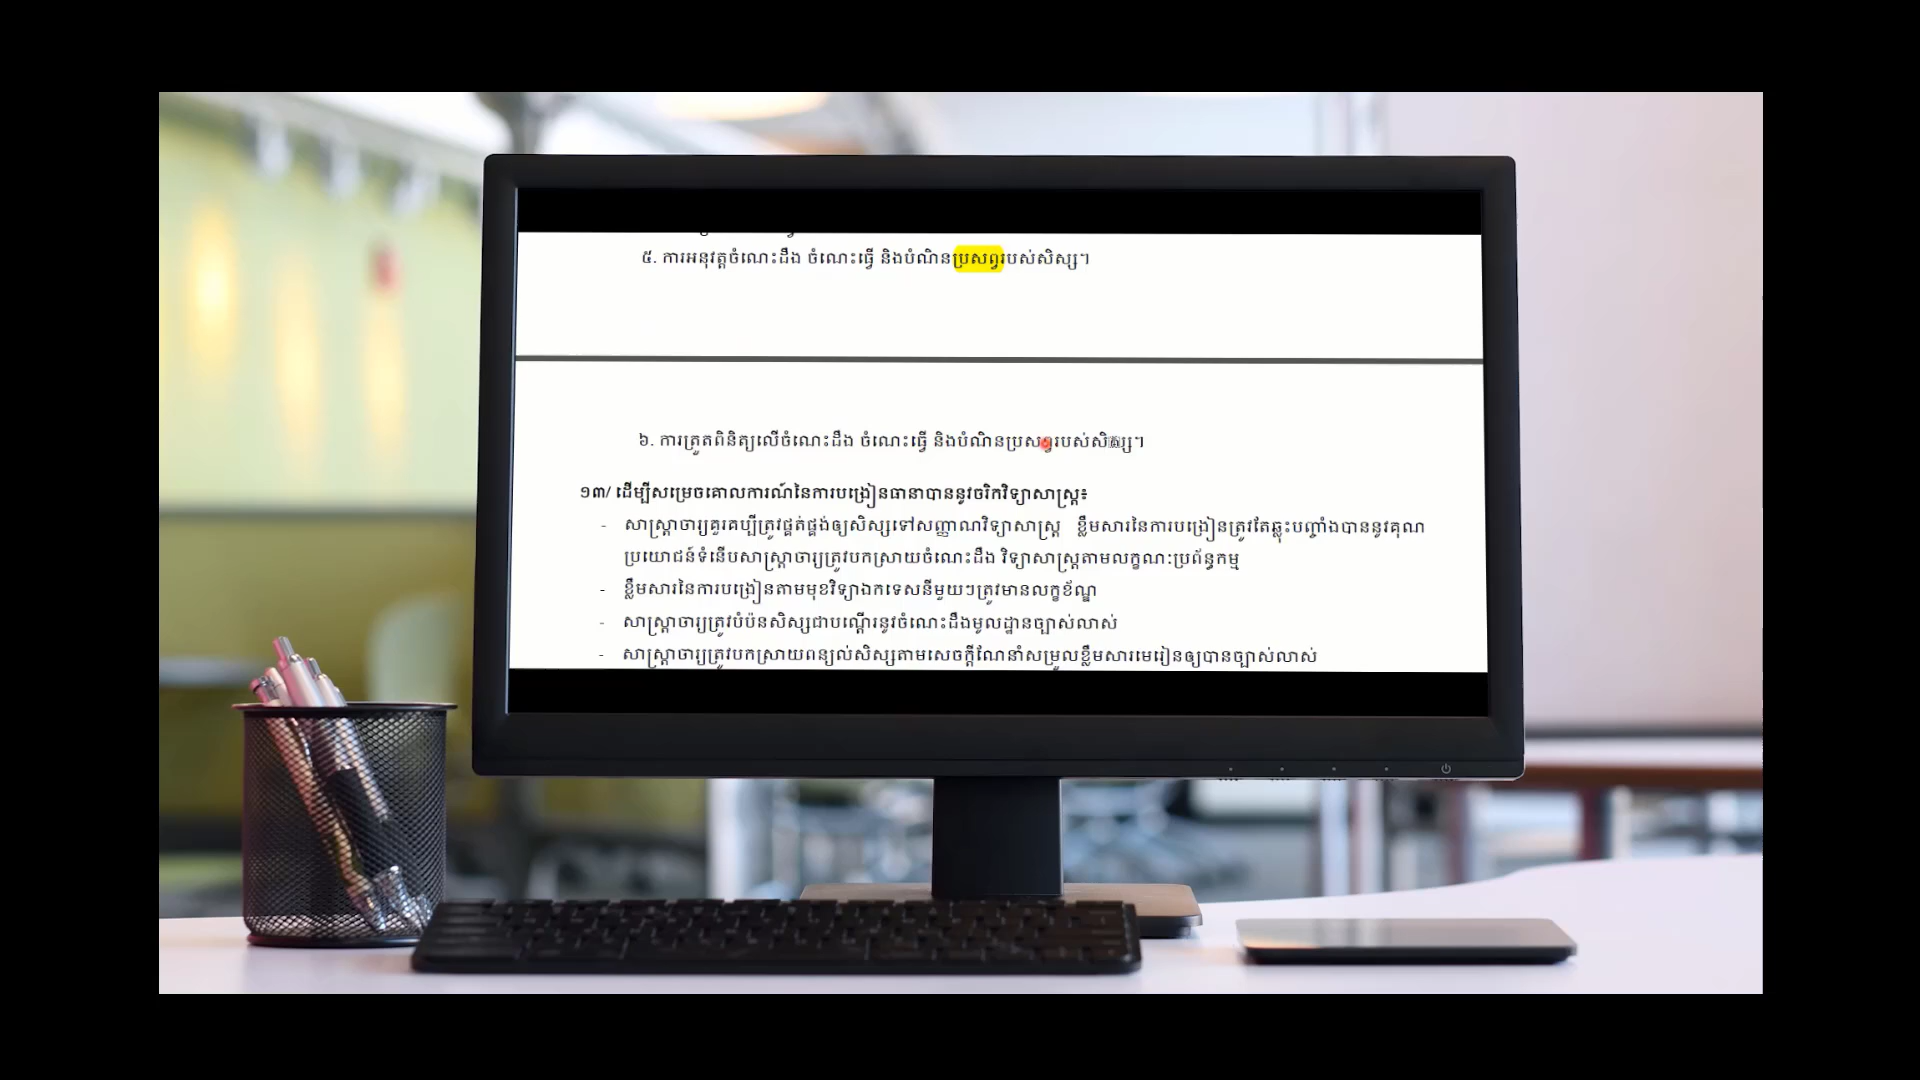 ៥. ការអនុវត្តចំណេះដឹង ចំណេះធ្វើ និងបំណិនប្រសព្វរបស់សិស្ស។
៦. ការត្រួតពិនិត្យលើចំណេះដឹង ចំណេះធ្វើ និងបំណិនប្រសព្វរបស់សិស្ស។
១៣/ ដើម្បីសម្រេចគោលការណ៍នៃការបង្រៀនធានាបាននូវចរិកវិទ្យាសាស្ត្រ៖
- សាស្ត្រាចារ្យគួរគប្បីត្រូវផ្គត់ផ្គង់ឲ្យសិស្សទៅសញ្ញាណវិទ្យាសាស្ត្រ ខ្លឹមសារនៃការបង្រៀនត្រូវតែឆ្លុះបញ្ចាំងបាននូវគុណ
ប្រយោជន៍ទំនើបសាស្ត្រាចារ្យត្រូវបកស្រាយចំណេះដឹង វិទ្យាសាស្ត្រតាមលក្ខណៈប្រព័ន្ធកម្ម
- ខ្លឹមសារនៃការបង្រៀនតាមមុខវិទ្យាឯកទេសនីមួយៗត្រូវមានលក្ខខ័ណ្ឌ
- សាស្ត្រាចារ្យត្រូវបំប៉នសិស្សជាបណ្តើរនូវចំណេះដឹងមូលដ្ឋានច្បាស់លាស់
- សាស្ត្រាចារ្យត្រូវបកស្រាយពន្យល់សិស្សតាមសេចក្តីណែនាំសម្រួលខ្លឹមសារមេរៀនឲ្យបានច្បាស់លាស់